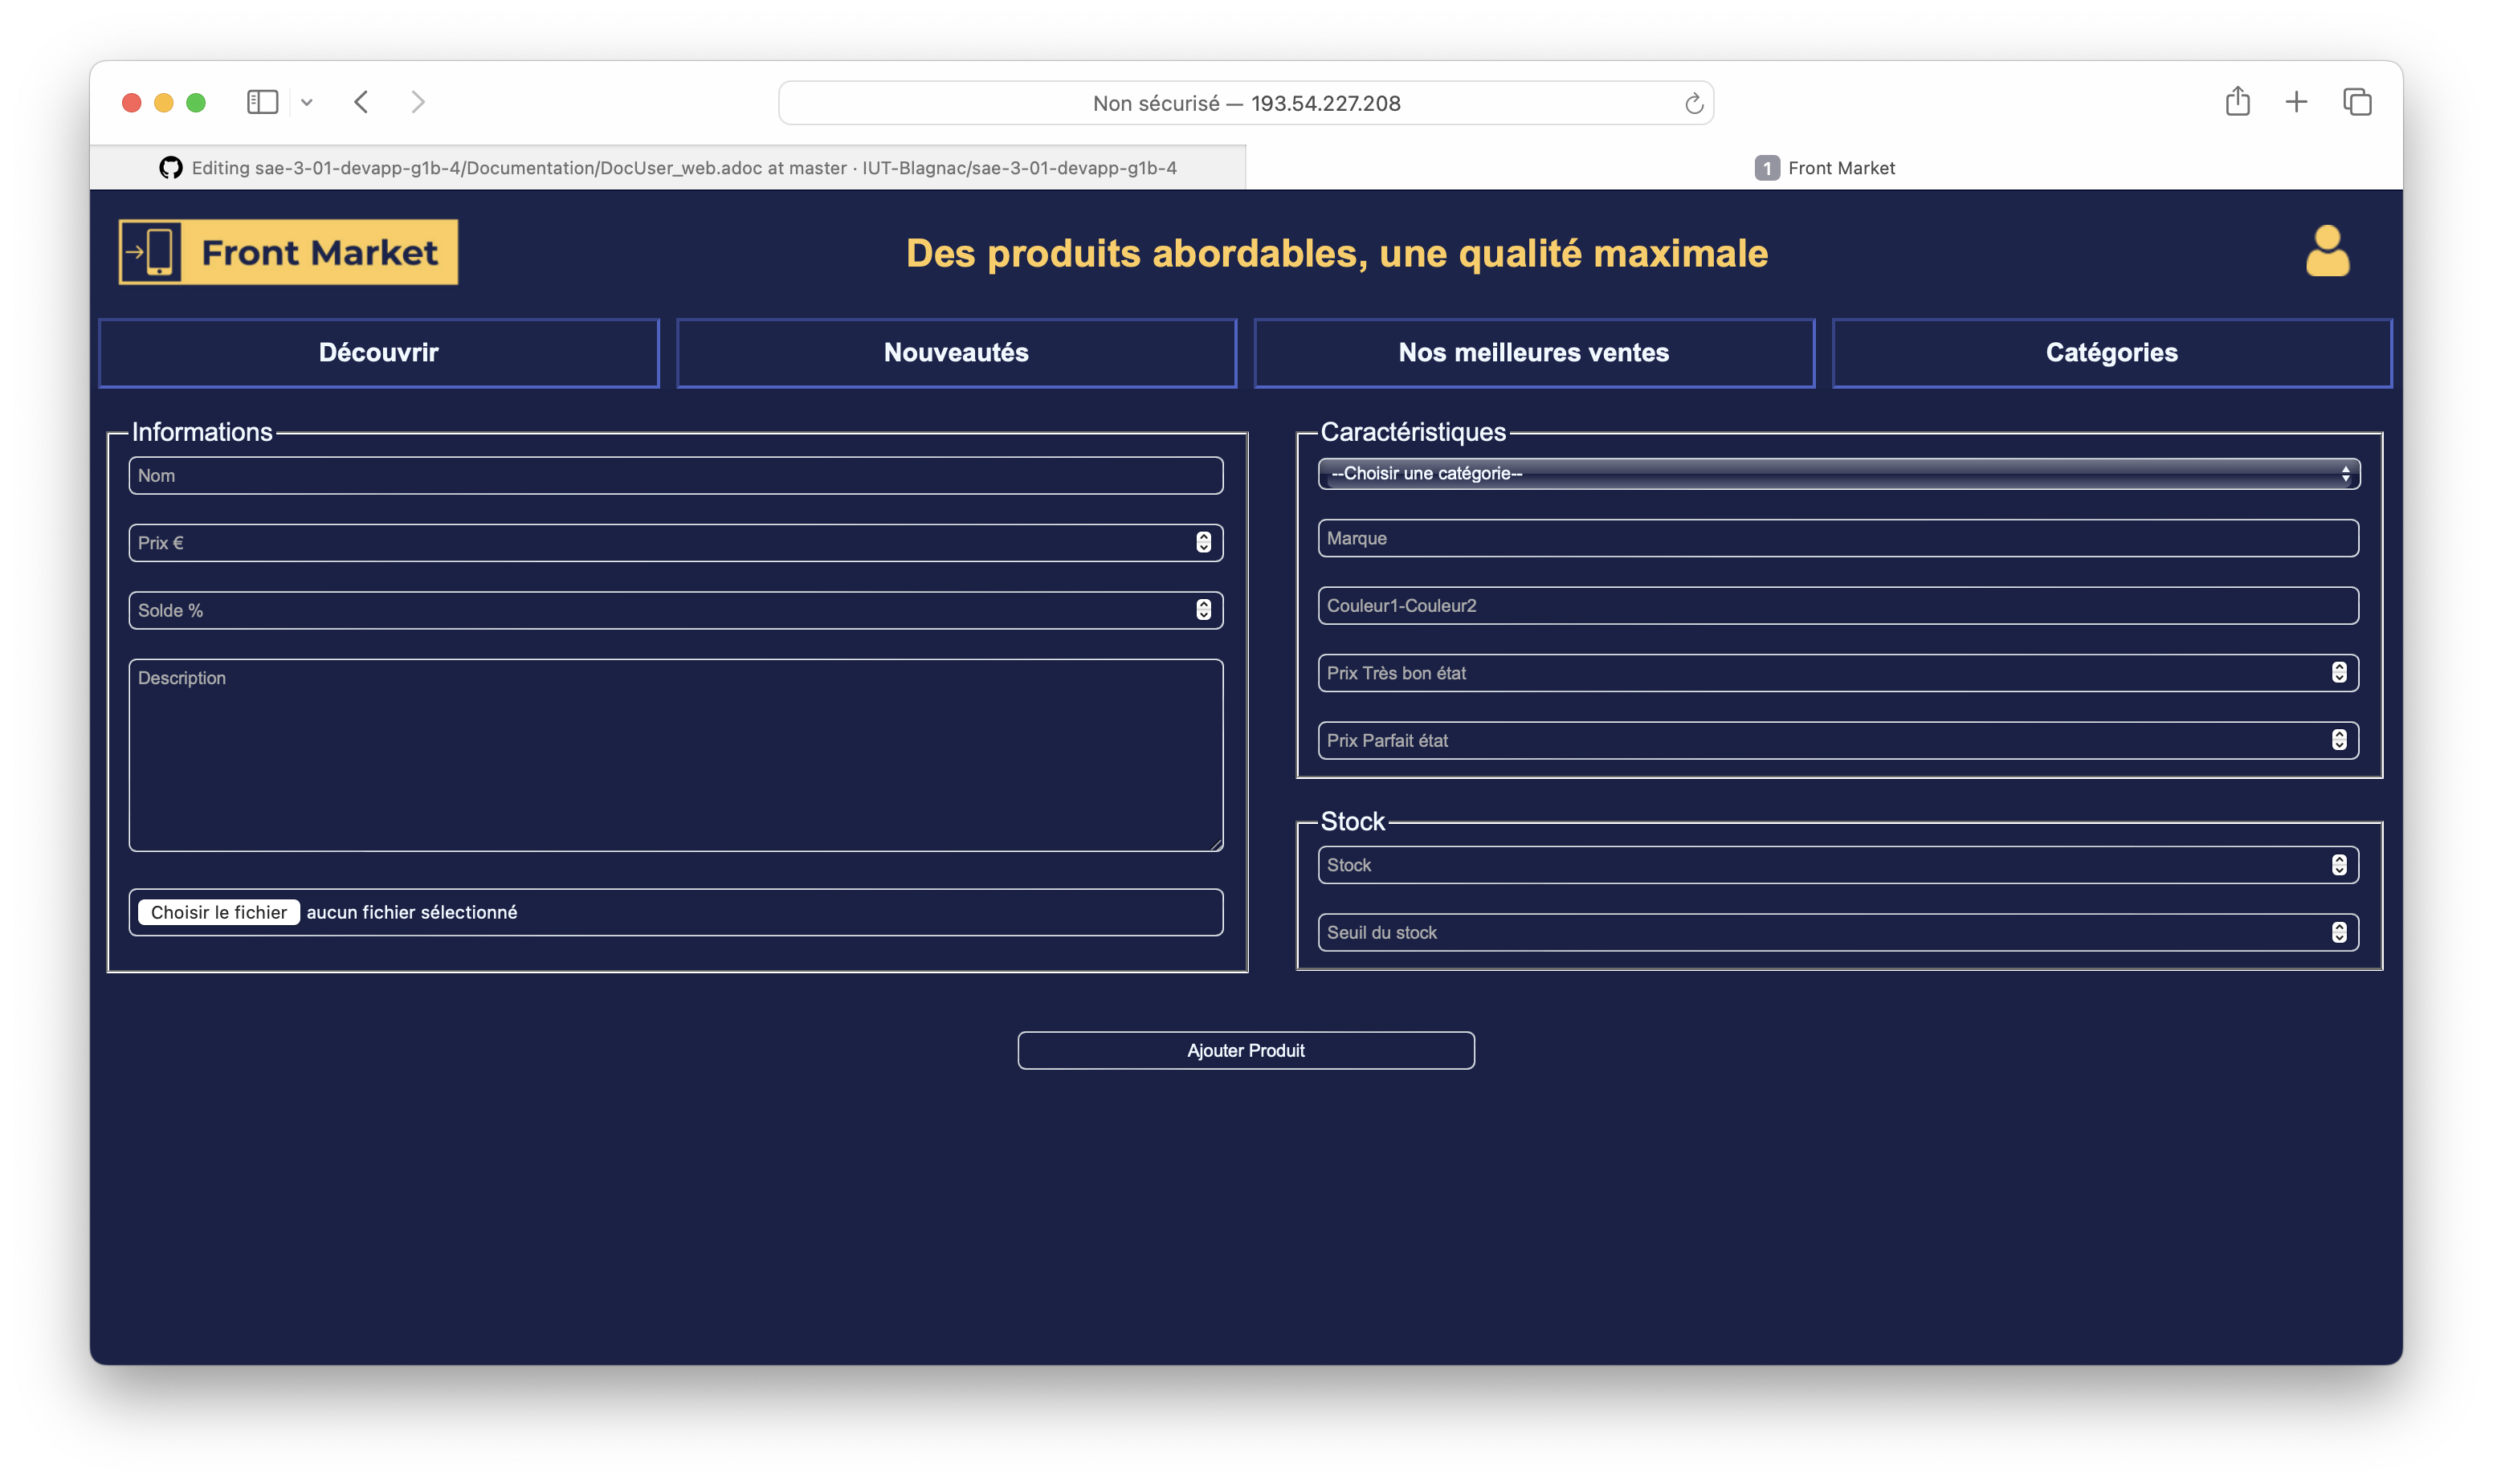 Non sécurisé — 193.54.227.208
Editing sae-3-01-devapp-g1b-4/Documentation/DocUser_web.adoc at master · IUT-Blagnac/sae-3-01-devapp-g1b-4
1 Front Market
Front Market
Des produits abordables, une qualité maximale
Découvrir
Nouveautés
Nos meilleures ventes
Catégories
Informations
Nom
Prix €
Solde %
Description
Choisir le fichier aucun fichier sélectionné
Caractéristiques
--Choisir une catégorie--
Marque
Couleur1-Couleur2
Prix Très bon état
Prix Parfait état
Stock
Stock
Seuil du stock
Ajouter Produit